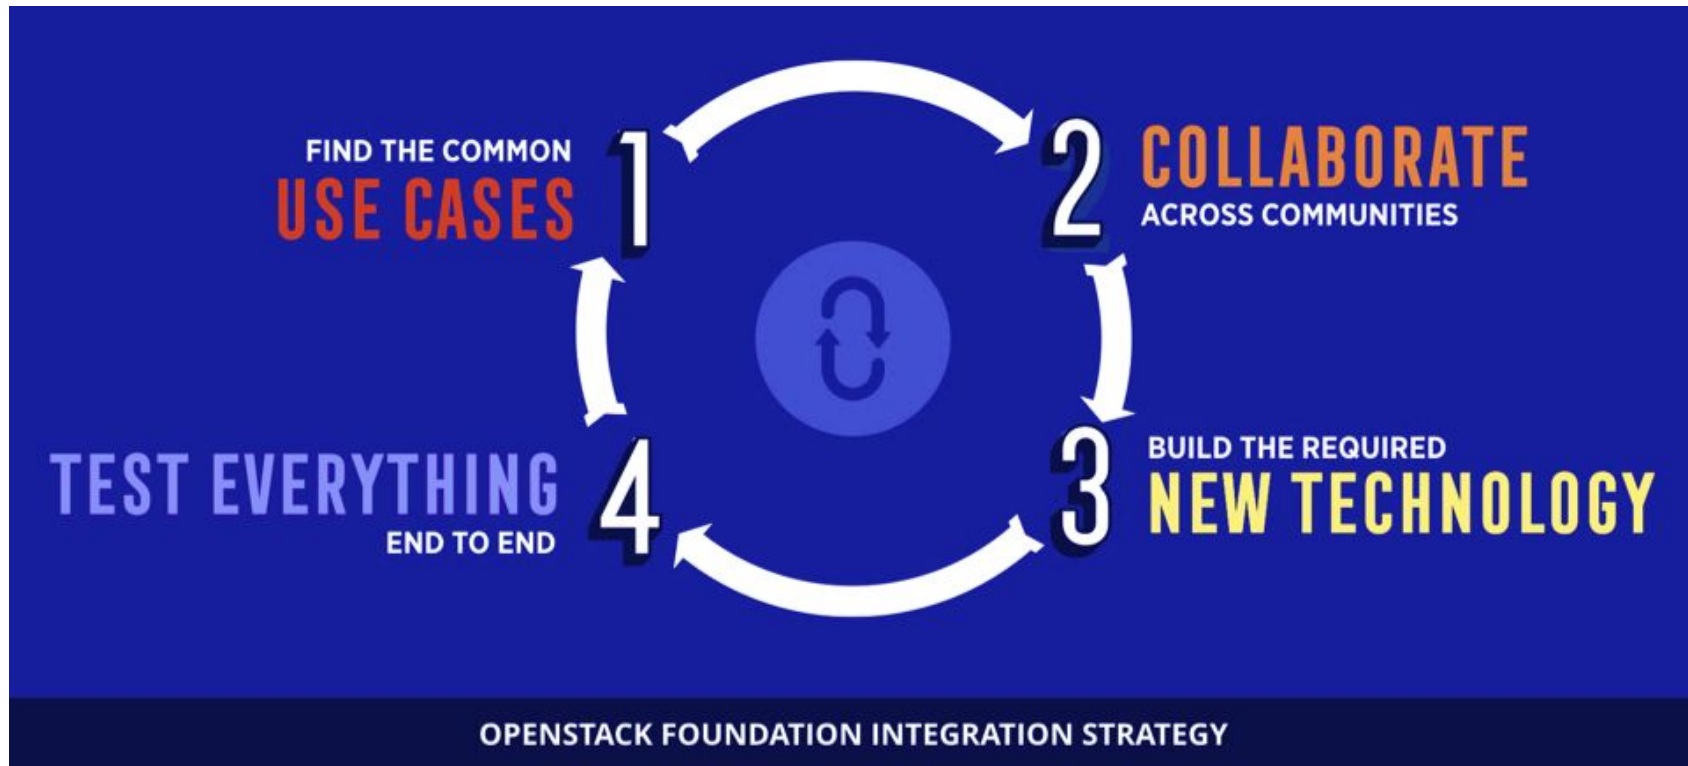 1
FIND THE COMMON
USE CASES
2
COLLABORATE
ACROSS COMMUNITIES
3
BUILD THE REQUIRED
NEW TECHNOLOGY
4
TEST EVERYTHING
END TO END
OPENSTACK FOUNDATION INTEGRATION STRATEGY